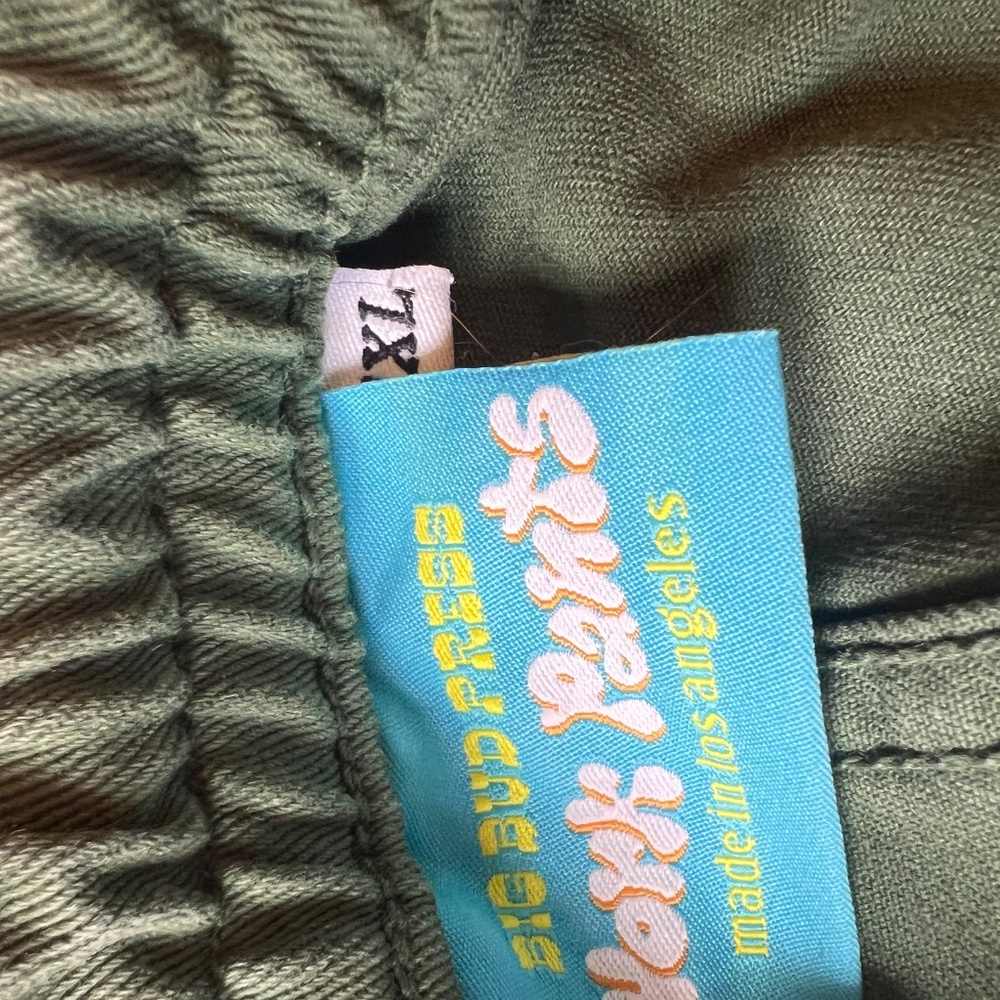 XL
BIG BUD PRESS
work pants
made in los angeles